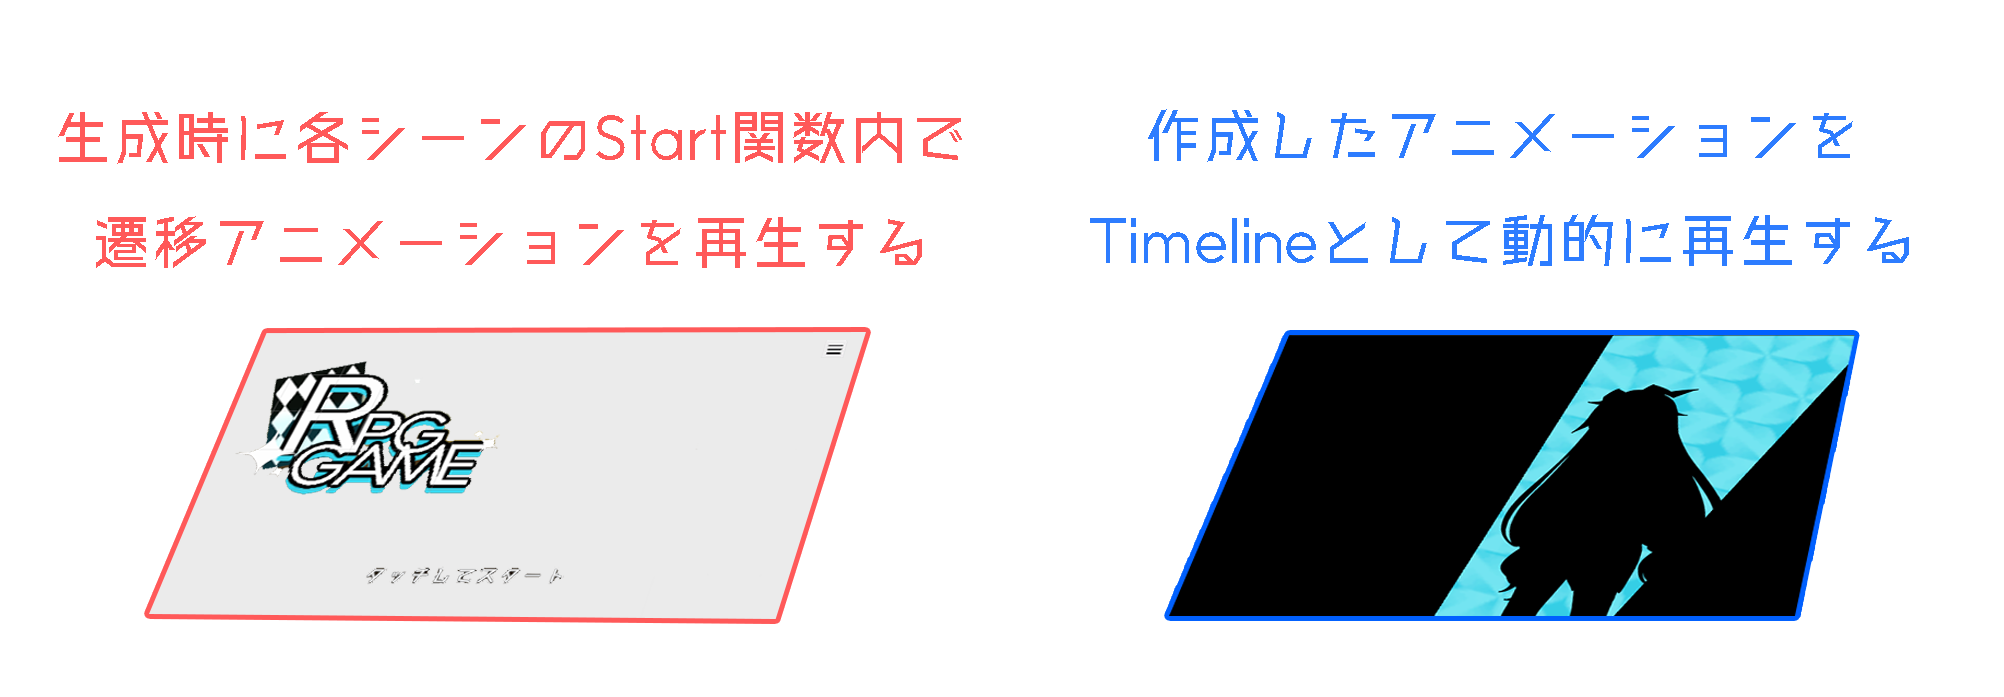 生成時に各シーンのStart関数内で
遷移アニメーションを再生する
作成したアニメーションを
Timelineとして動的に再生する
RPG
GAME
タッチしてスタート